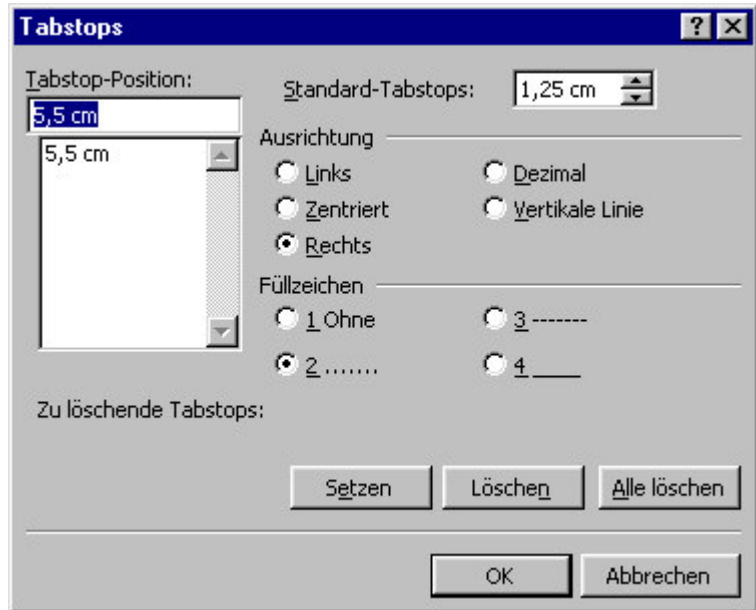 Tabstops
Tabstop-Position:
5,5 cm
5,5 cm
Standard-Tabstops: 1,25 cm
Ausrichtung
Links Dezimal
Zentriert Vertikale Linie
Rechts
Füllzeichen
1 Ohne 3 -------
2 ....... 4 ____
Zu löschende Tabstops:
Setzen Löschen Alle löschen
OK Abbrechen